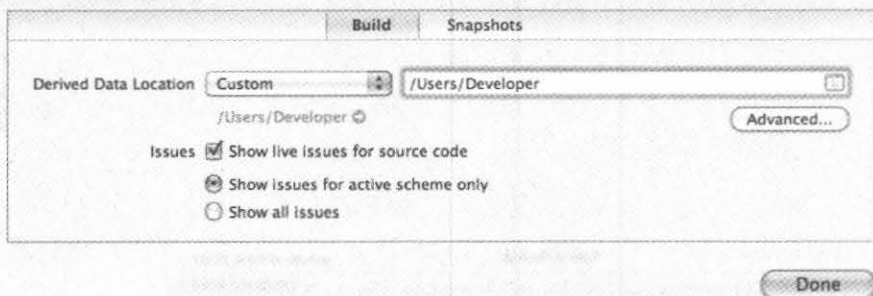 Build Snapshots
Derived Data Location Custom /Users/Developer
/Users/Developer
Advanced...
Issues Show live issues for source code
Show issues for active scheme only
Show all issues
Done